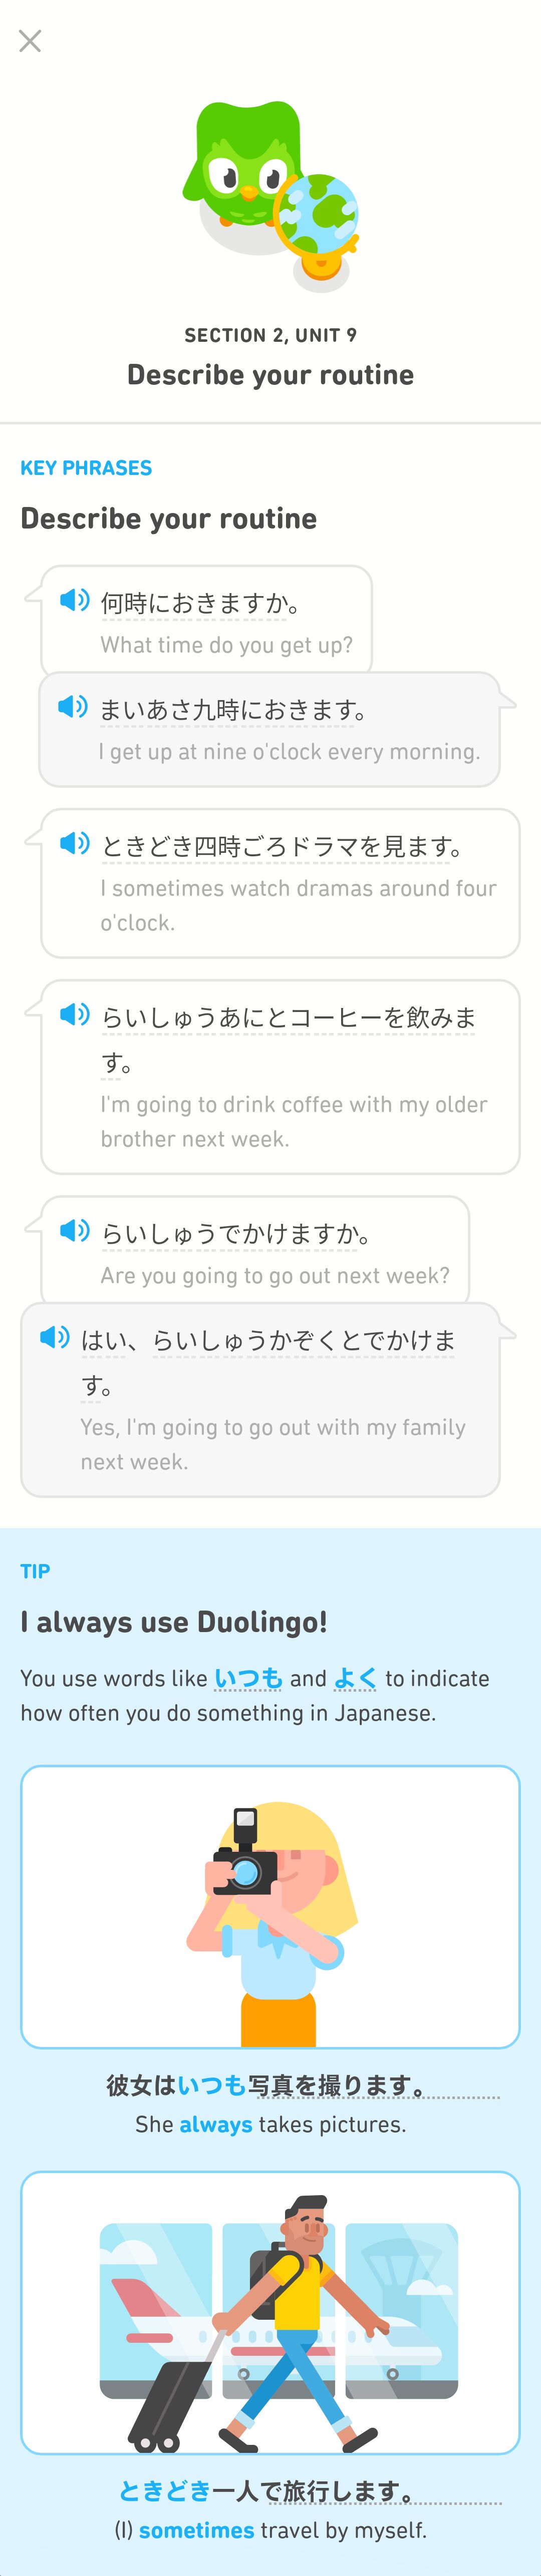 SECTION 2, UNIT 9
Describe your routine
KEY PHRASES
Describe your routine
何時におきますか。
What time do you get up?
まいあさ九時におきます。
I get up at nine o'clock every morning.
ときどき四時ごろドラマを見ます。
I sometimes watch dramas around four
o'clock.
らいしゅうあにとコーヒーを飲みま
す。
I'm going to drink coffee with my older
brother next week.
らいしゅうでかけますか。
Are you going to go out next week?
はい、らいしゅうかぞくとでかけま
す。
Yes, I'm going to go out with my family
next week.
TIP
I always use Duolingo!
You use words like いつも and よく to indicate
how often you do something in Japanese.
彼女はいつも写真を撮ります。
She always takes pictures.
ときどき一人で旅行します。
(I) sometimes travel by myself.